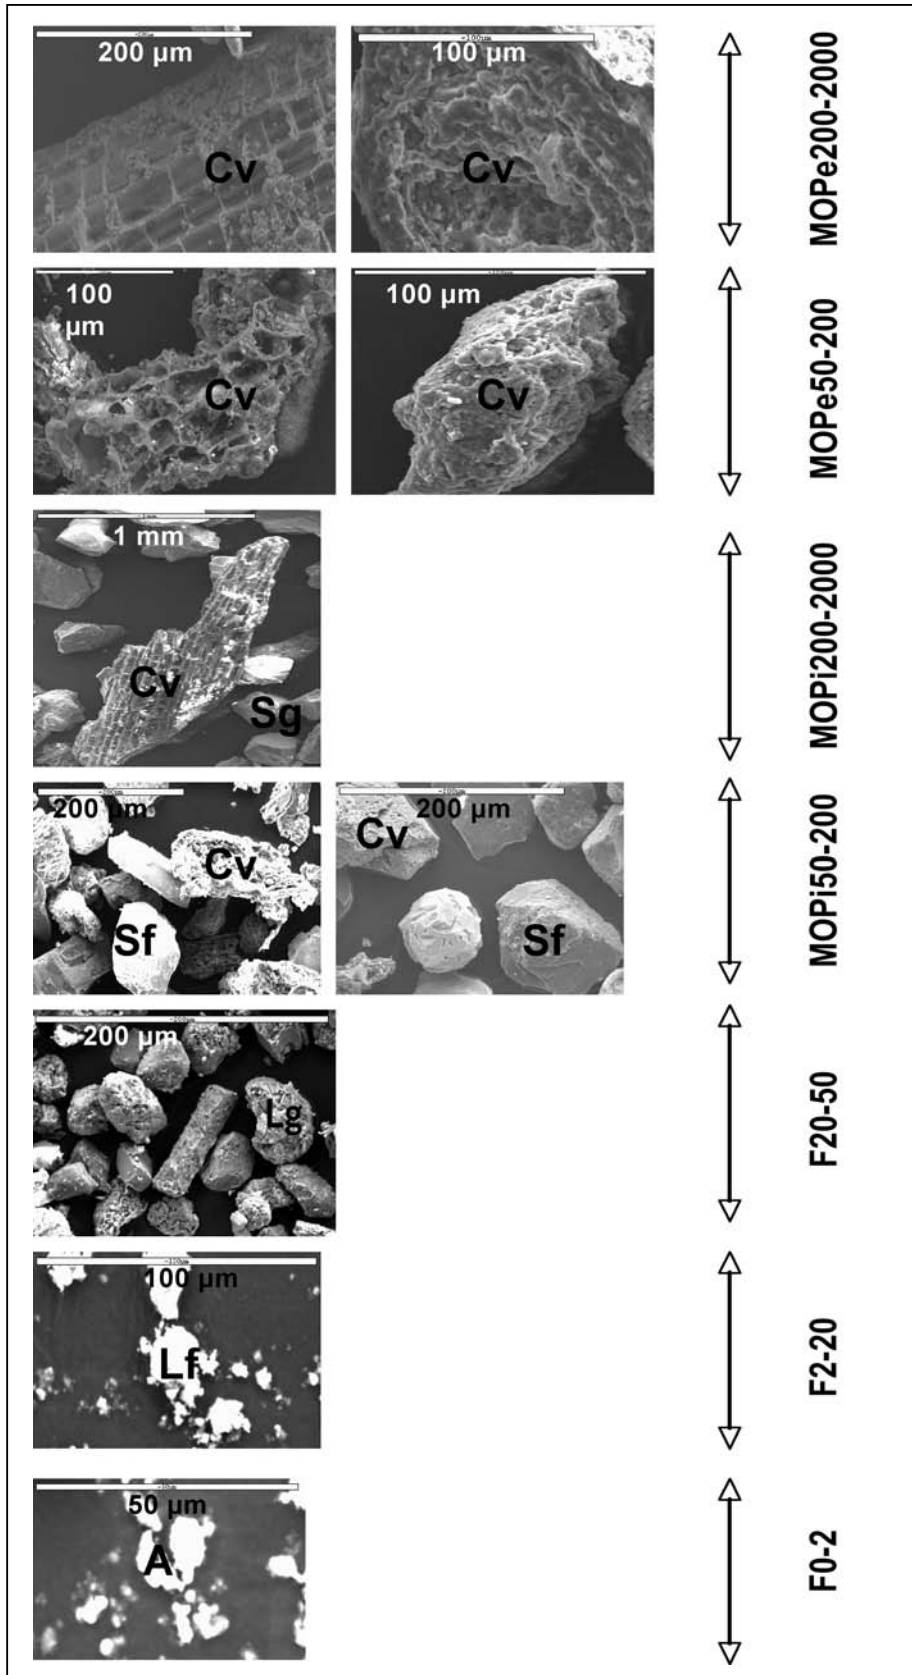 200 µm
100 µm
Cv
Cv
MOPe200-2000
100
µm
100 µm
Cv
Cv
MOPe50-200
1 mm
Cv
Sg
MOPi200-2000
200 µm
200 µm
Cv
Cv
Sf
Sf
MOPi50-200
200 µm
Lg
F20-50
100 µm
Lf
F2-20
50 µm
A
F0-2